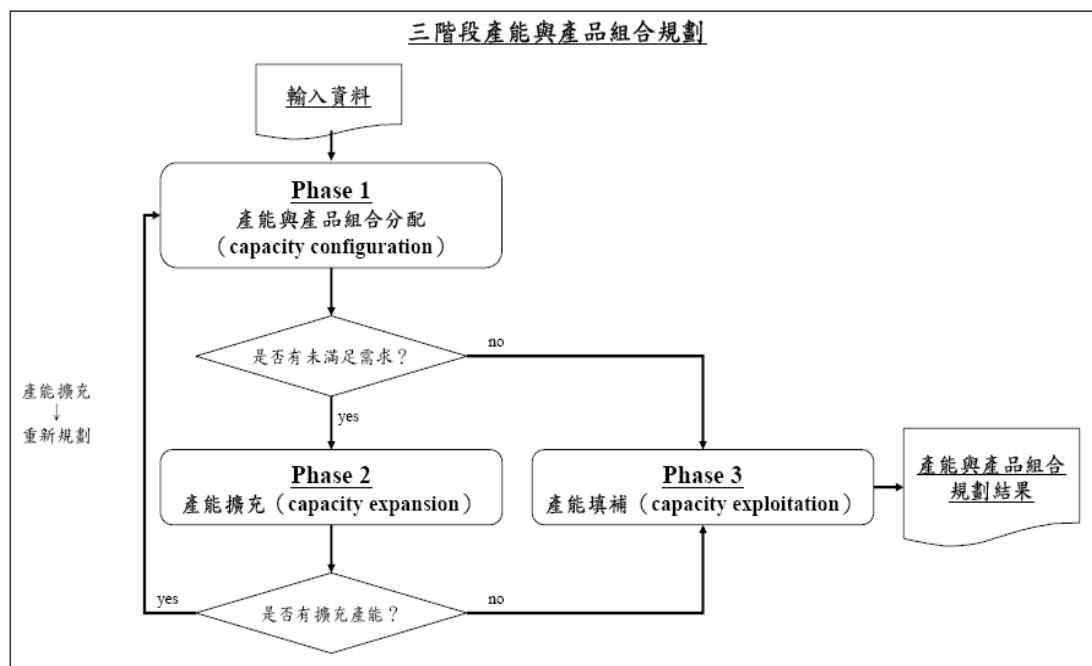 三階段產能與產品組合規劃
輸入資料
Phase 1
產能與產品組合分配
（capacity configuration）
是否有未滿足需求？
no
yes
產能擴充
↓
重新規劃
Phase 2
產能擴充（capacity expansion）
Phase 3
產能填補（capacity exploitation）
產能與產品組合
規劃結果
yes
是否有擴充產能？
no